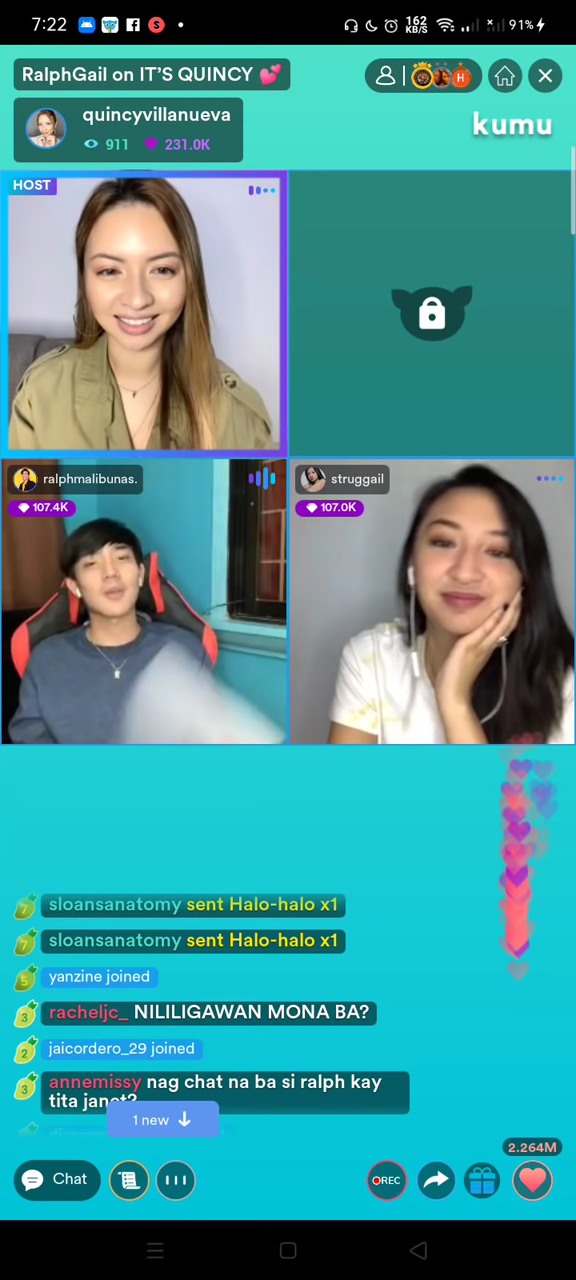 7:22
162
KB/S
91%
RalphGail on IT'S QUINCY 💕
quincyvillanueva
911 231.0K
kumu
HOST
ralphmalibunas.
107.4K
struggail
107.0K
sloansanatomy sent Halo-halo x1
sloansanatomy sent Halo-halo x1
yanzine joined
racheljc_ NILILIGAWAN MONA BA?
jaicordero_29 joined
annemissy nag chat na ba si ralph kay
tita janet?
1 new
2.264M
Chat
REC